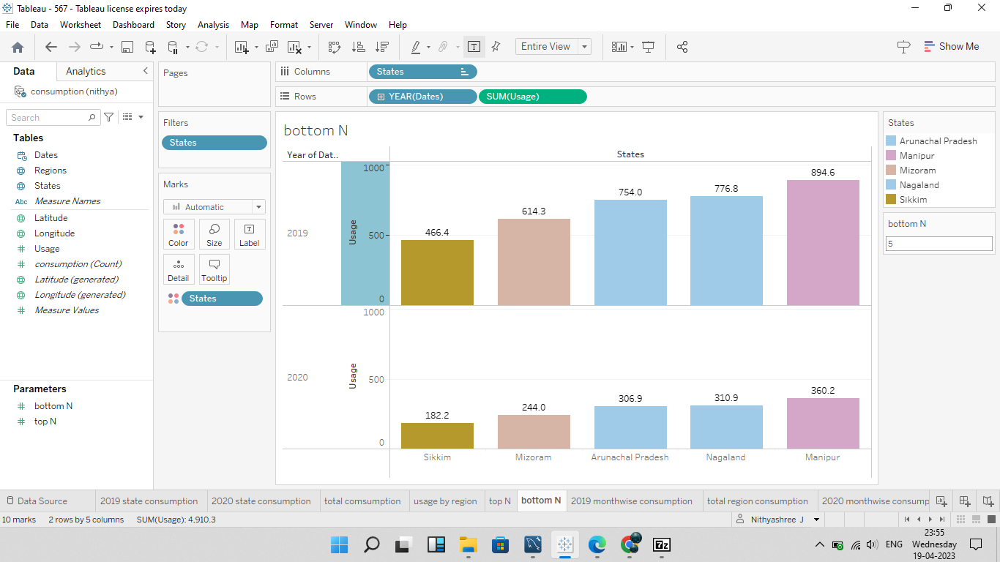 Tableau - 567 - Tableau license expires today
File Data Worksheet Dashboard Story Analysis Map Format Server Window Help
Entire View
Show Me
Data Analytics
consumption (nithya)
Search
Tables
Dates
Regions
States
Abc Measure Names
Latitude
Longitude
Usage
consumption (Count)
Latitude (generated)
Longitude (generated)
Measure Values
Parameters
bottom N
top N
Pages
Filters
States
Marks
Automatic
Color Size Label
Detail Tooltip
States
Columns States
Rows YEAR(Dates) SUM(Usage)
bottom N
Year of Dat..
States
2019
Usage
1000
500
0
466.4
614.3
754.0
776.8
894.6
2020
Usage
1000
500
0
182.2
244.0
306.9
310.9
360.2
Sikkim Mizoram Arunachal Pradesh Nagaland Manipur
States
Arunachal Pradesh
Manipur
Mizoram
Nagaland
Sikkim
bottom N
5
Data Source 2019 state consumption 2020 state consumption total comsumption usage by region top N bottom N 2019 monthwise consumption total region consumption 2020 monthwise consump
10 marks 2 rows by 5 columns SUM(Usage): 4,910.3
Nithyashree J
7z
ENG
23:55
Wednesday
19-04-2023